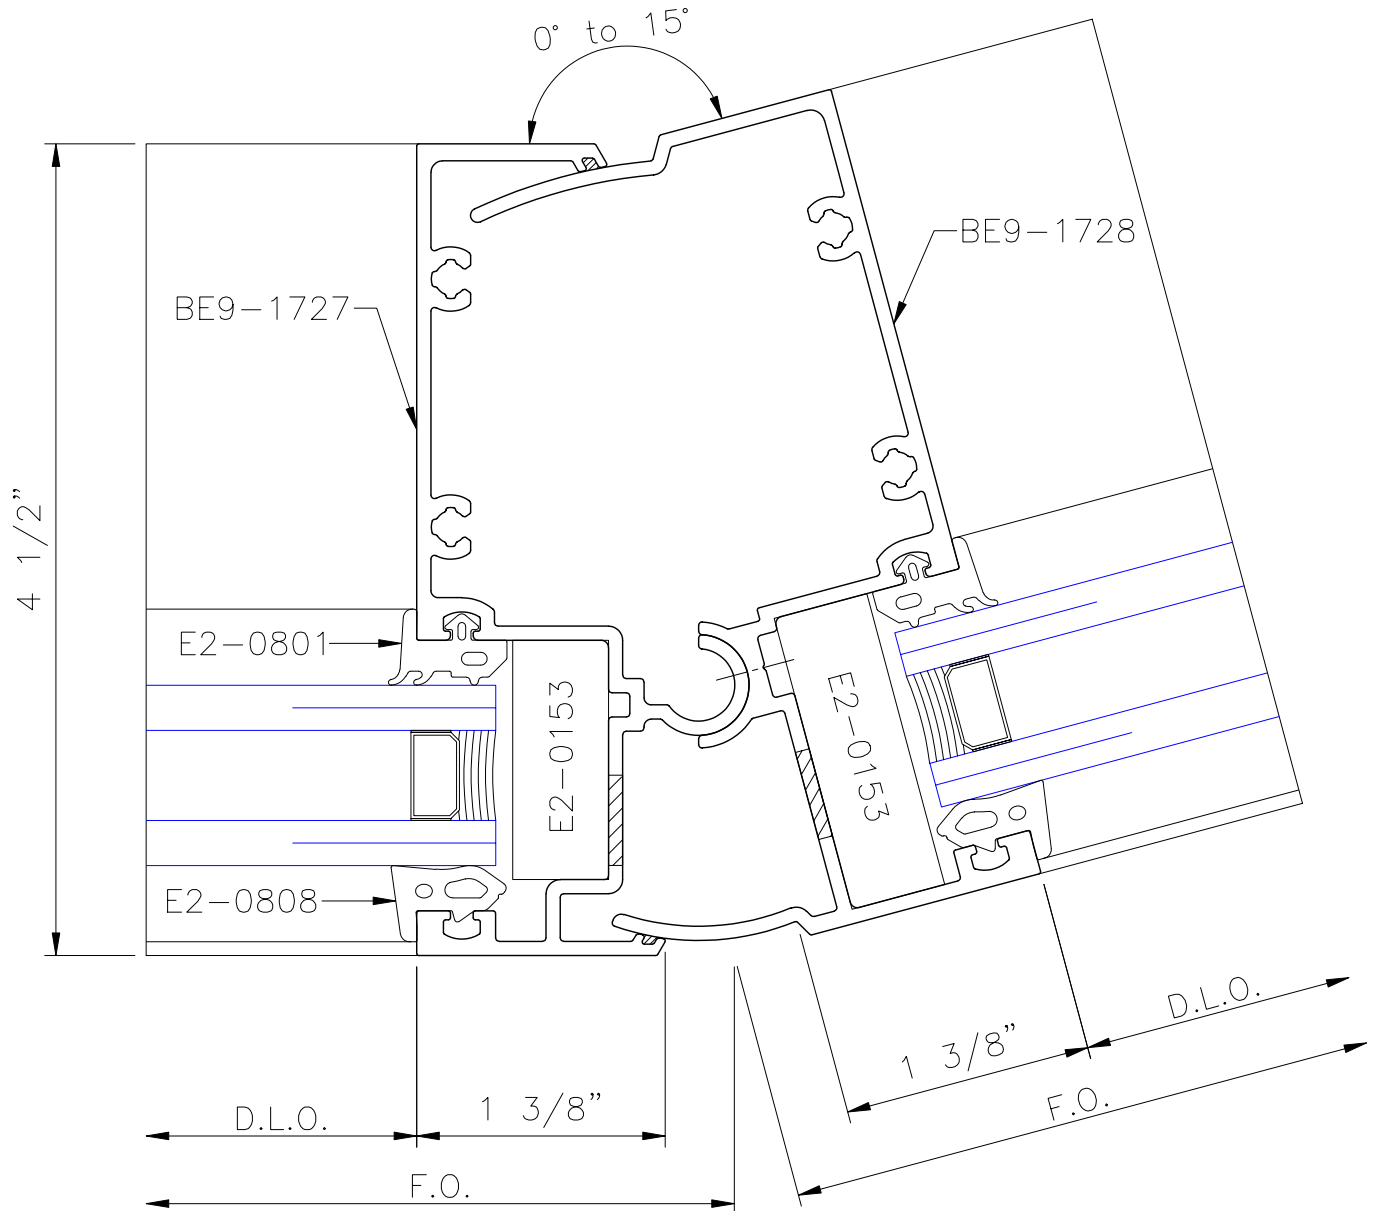 0° to 15°
BE9-1728
BE9-1727
4 1/2"
E2-0801
E2-0153
E2-0153
E2-0808
D.L.O.
1 3/8"
1 3/8"
D.L.O.
F.O.
F.O.